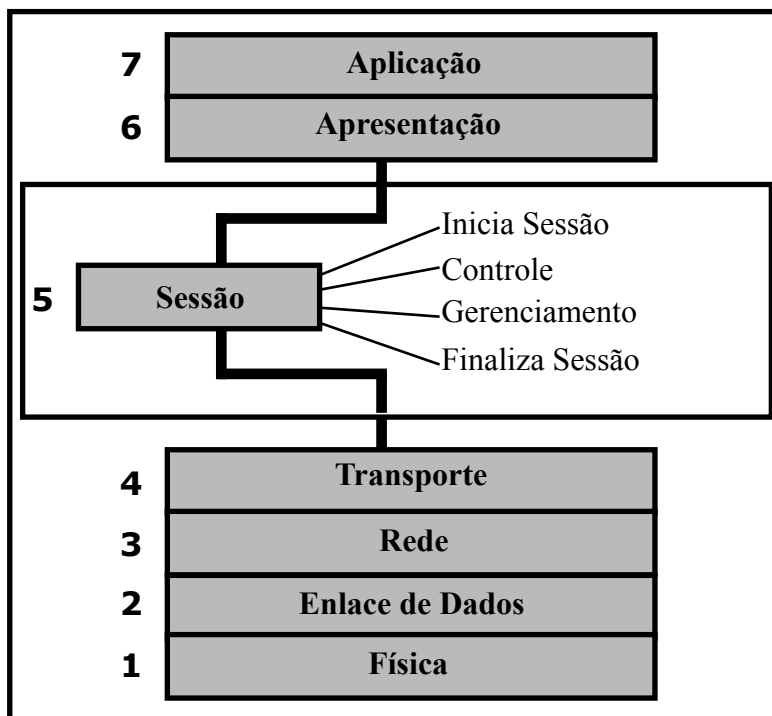 7 Aplicação
6 Apresentação
Inicia Sessão
Controle
5 Sessão
Gerenciamento
Finaliza Sessão
4 Transporte
3 Rede
2 Enlace de Dados
1 Física